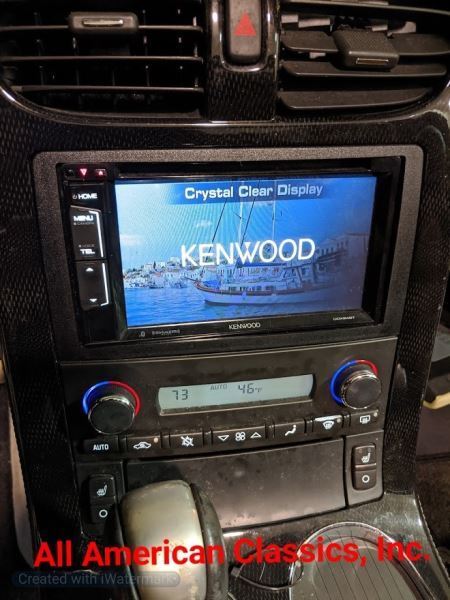 HOME
Crystal Clear Display
MENU
KENWOOD
TEL
KENWOOD
73 AUTO 46°F
AUTO
All American Classics, Inc.
Created with iWatermark